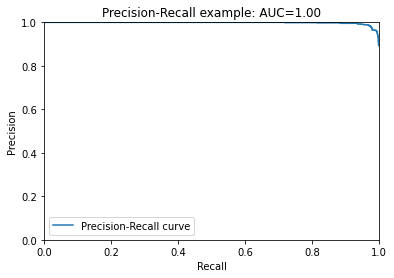 Precision-Recall example: AUC=1.00
1.0
0.8
0.6
0.4
0.2
0.0
Precision
Precision-Recall curve
0.0 0.2 0.4 0.6 0.8 1.0
Recall